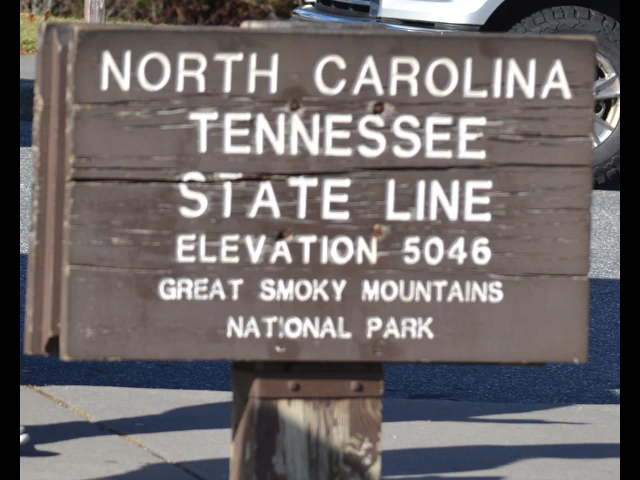 NORTH CAROLINA
TENNESSEE
STATE LINE
ELEVATION 5046
GREAT SMOKY MOUNTAINS
NATIONAL PARK